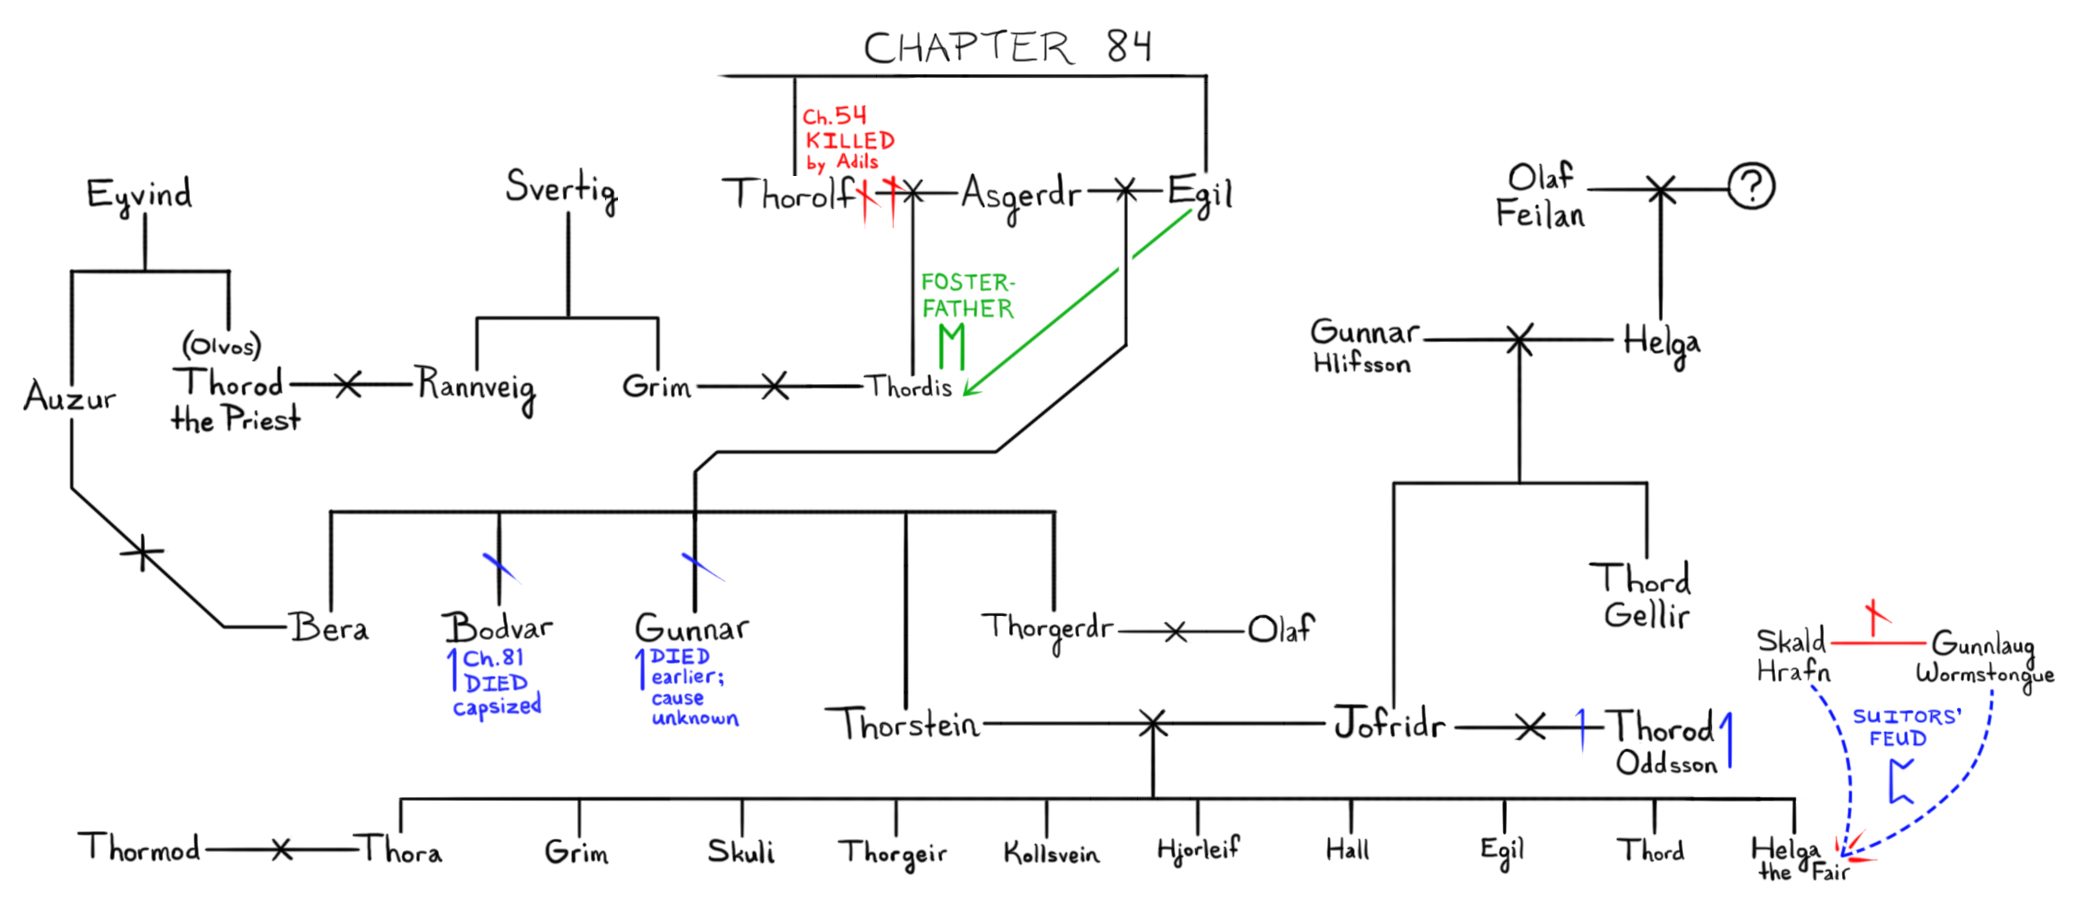 CHAPTER 84
Ch.54
KILLED
by Adils
Eyvind
Svertig
Thorolf
Asgerdr
Egil
Olaf
Feilan
?
FOSTER-
FATHER
Gunnar
Hlifsson
Helga
(Olvos)
Thorod
the Priest
Auzur
Rannveig
Grim
Thordis
Thord
Gellir
Bera
Bodvar
Ch.81
DIED
capsized
Gunnar
DIED
earlier;
cause
unknown
Thorgerdr
Olaf
Skald
Hrafn
Gunnlaug
Wormstongue
SUITORS'
FEUD
Thorstein
Jofridr
Thorod
Oddsson
Thormod
Thora
Grim
Skuli
Thorgeir
Kollsvein
Hjorleif
Hall
Egil
Thord
Helga
the Fair